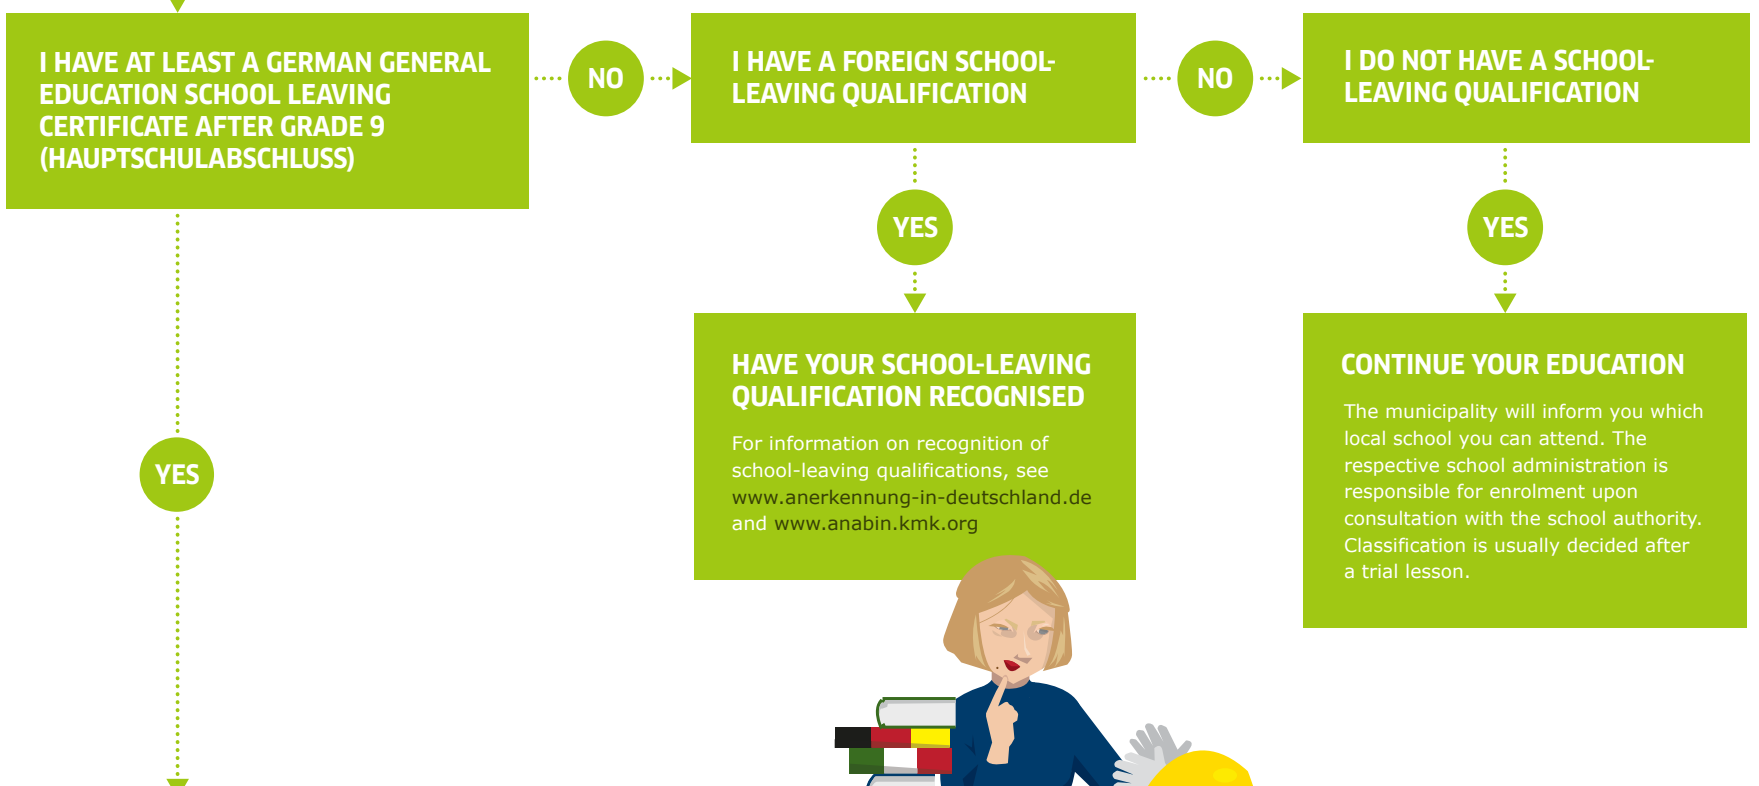 I HAVE AT LEAST A GERMAN GENERAL
EDUCATION SCHOOL LEAVING
CERTIFICATE AFTER GRADE 9
(HAUPTSCHULABSCHLUSS)
NO
I HAVE A FOREIGN SCHOOL-
LEAVING QUALIFICATION
NO
I DO NOT HAVE A SCHOOL-
LEAVING QUALIFICATION
YES
YES
HAVE YOUR SCHOOL-LEAVING
QUALIFICATION RECOGNISED
For information on recognition of
school-leaving qualifications, see
www.anerkennung-in-deutschland.de
and www.anabin.kmk.org
CONTINUE YOUR EDUCATION
The municipality will inform you which
local school you can attend. The
respective school administration is
responsible for enrolment upon
consultation with the school authority.
Classification is usually decided after
a trial lesson.
YES